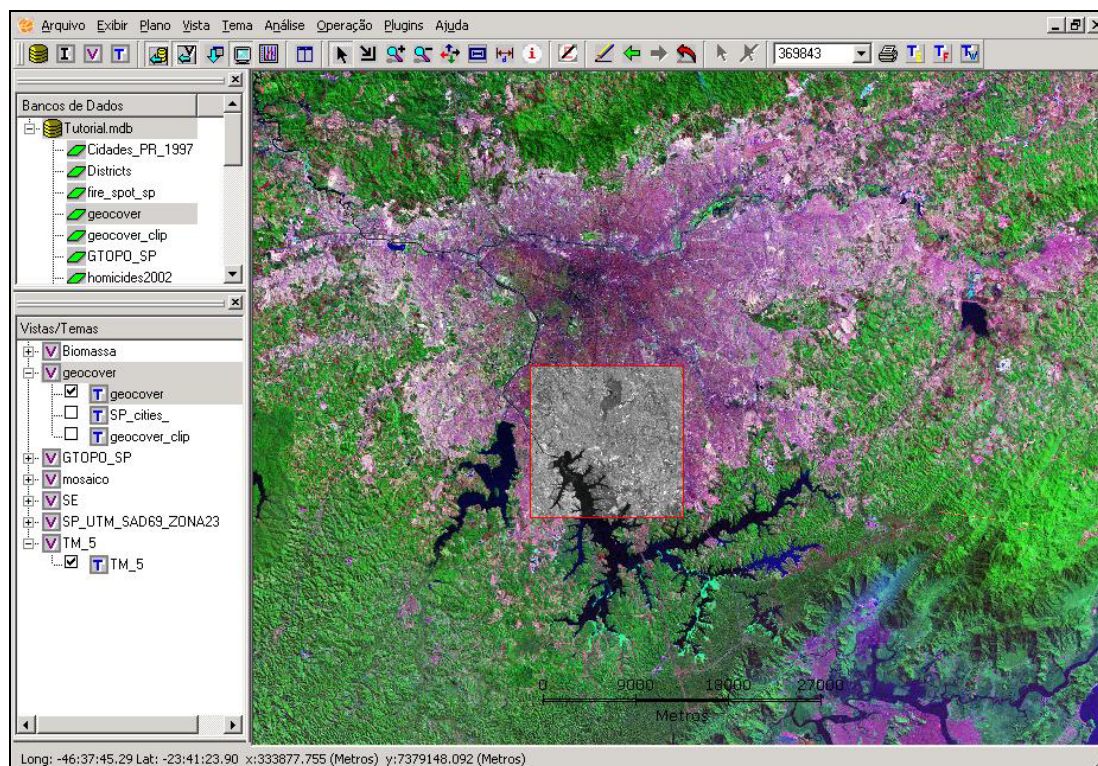 Arquivo Exibir Plano Vista Tema Análise Operação Plugins Ajuda
369843
Bancos de Dados
Tutorial.mdb
Cidades_PR_1997
Districts
fire_spot_sp
geocover
geocover_clip
GTOPO_SP
homicides2002
Vistas/Temas
Biomassa
geocover
geocover
SP_cities_
geocover_clip
GTOPO_SP
mosaico
SE
SP_UTM_SAD69_ZONA23
TM_5
TM_5
0 9000 18000 27000
Metros
Long: -46:37:45.29 Lat: -23:41:23.90 x:333877.755 (Metros) y:7379148.092 (Metros)